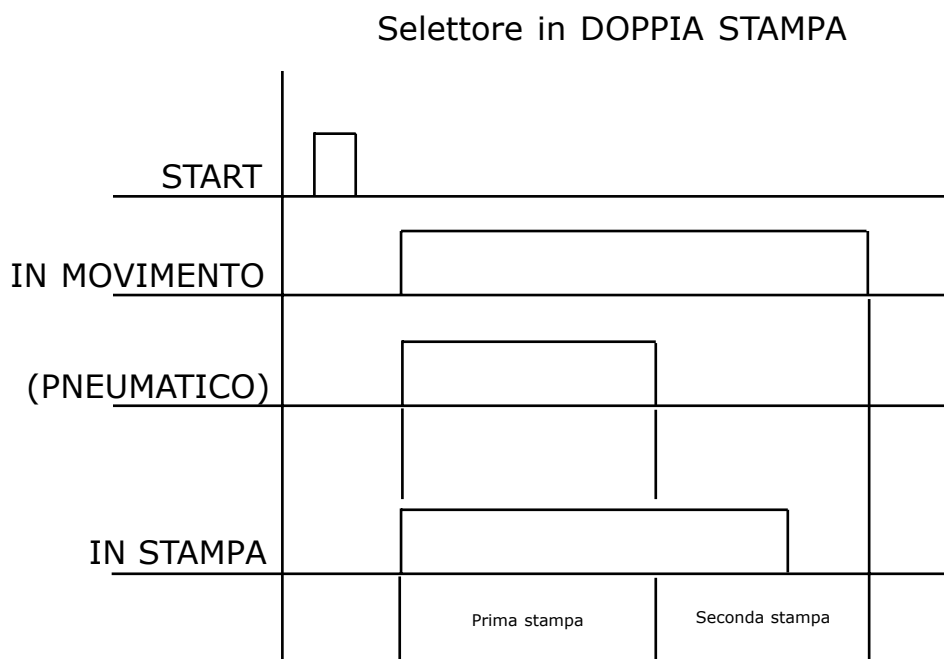 Selettore in DOPPIA STAMPA
START
IN MOVIMENTO
(PNEUMATICO)
IN STAMPA
Prima stampa
Seconda stampa